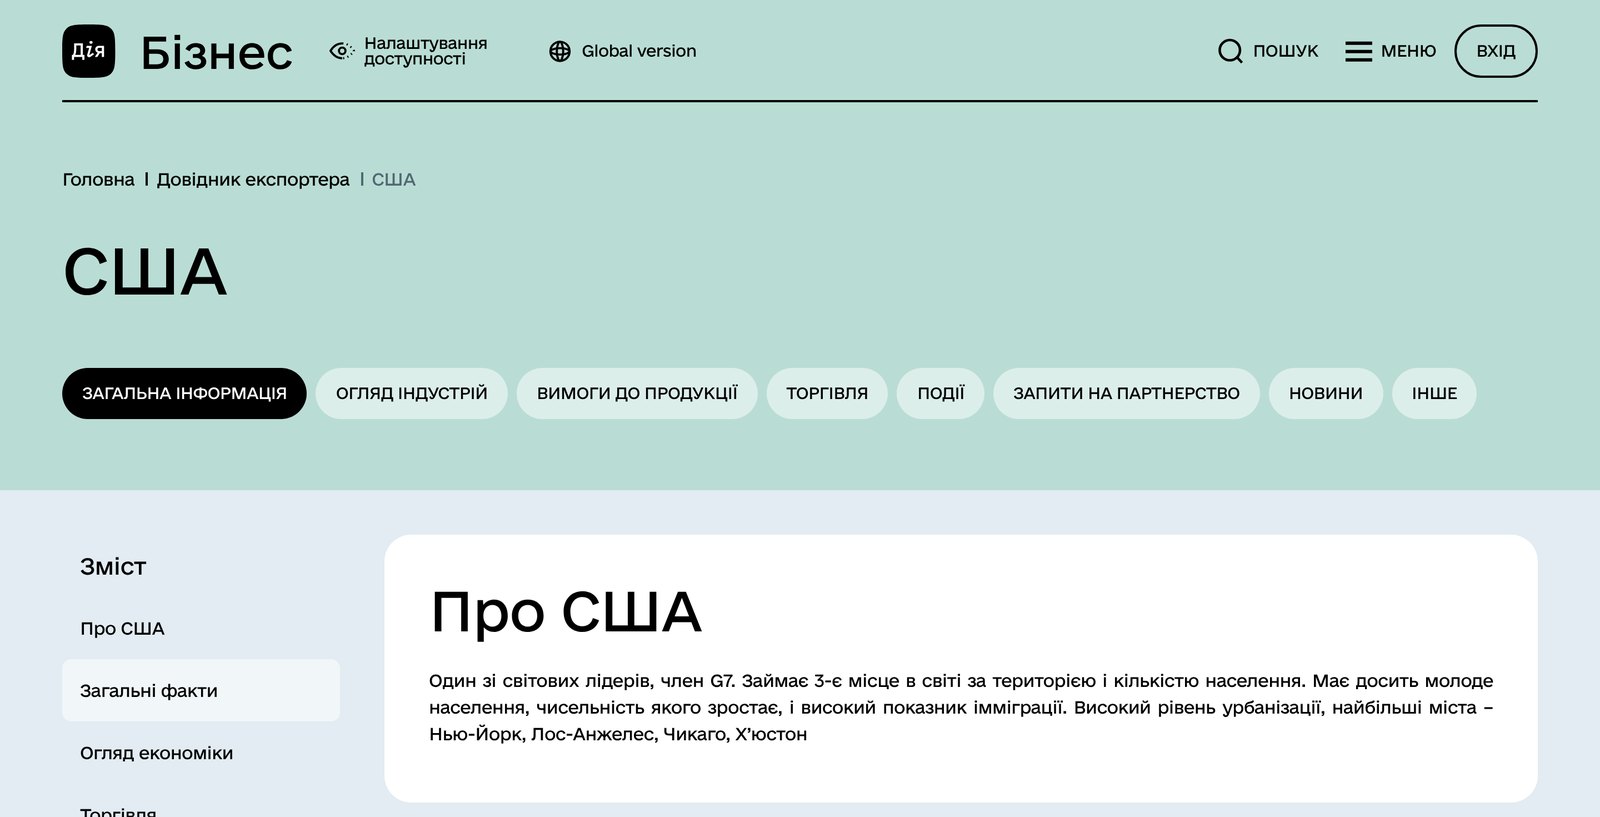 Дія
Бізнес
Налаштування
доступності
Global version
ПОШУК
МЕНЮ
ВХІД
Головна | Довідник експортера | США
США
ЗАГАЛЬНА ІНФОРМАЦІЯ
ОГЛЯД ІНДУСТРІЙ
ВИМОГИ ДО ПРОДУКЦІЇ
ТОРГІВЛЯ
ПОДІЇ
ЗАПИТИ НА ПАРТНЕРСТВО
НОВИНИ
ІНШЕ
Зміст
Про США
Загальні факти
Огляд економіки
Торгівля
Про США
Один зі світових лідерів, член G7. Займає 3-є місце в світі за територією і кількістю населення. Має досить молоде
населення, чисельність якого зростає, і високий показник імміграції. Високий рівень урбанізації, найбільші міста –
Нью-Йорк, Лос-Анжелес, Чикаго, Х’юстон